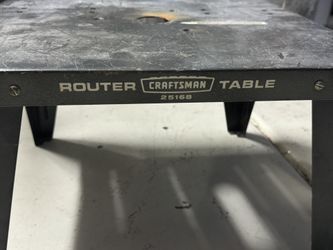 ROUTER CRAFTSMAN TABLE
25168